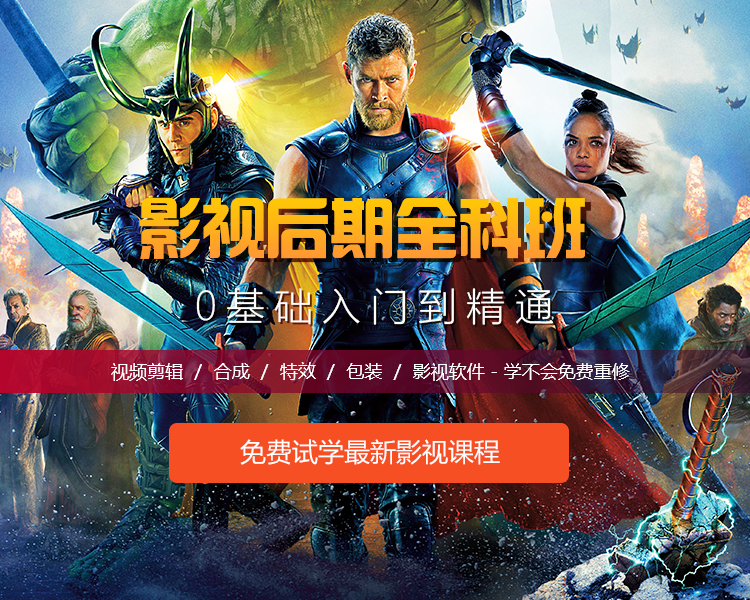 影视后期全科班
0基础入门到精通
视频剪辑 / 合成 / 特效 / 包装 / 影视软件 - 学不会免费重修
免费试学最新影视课程